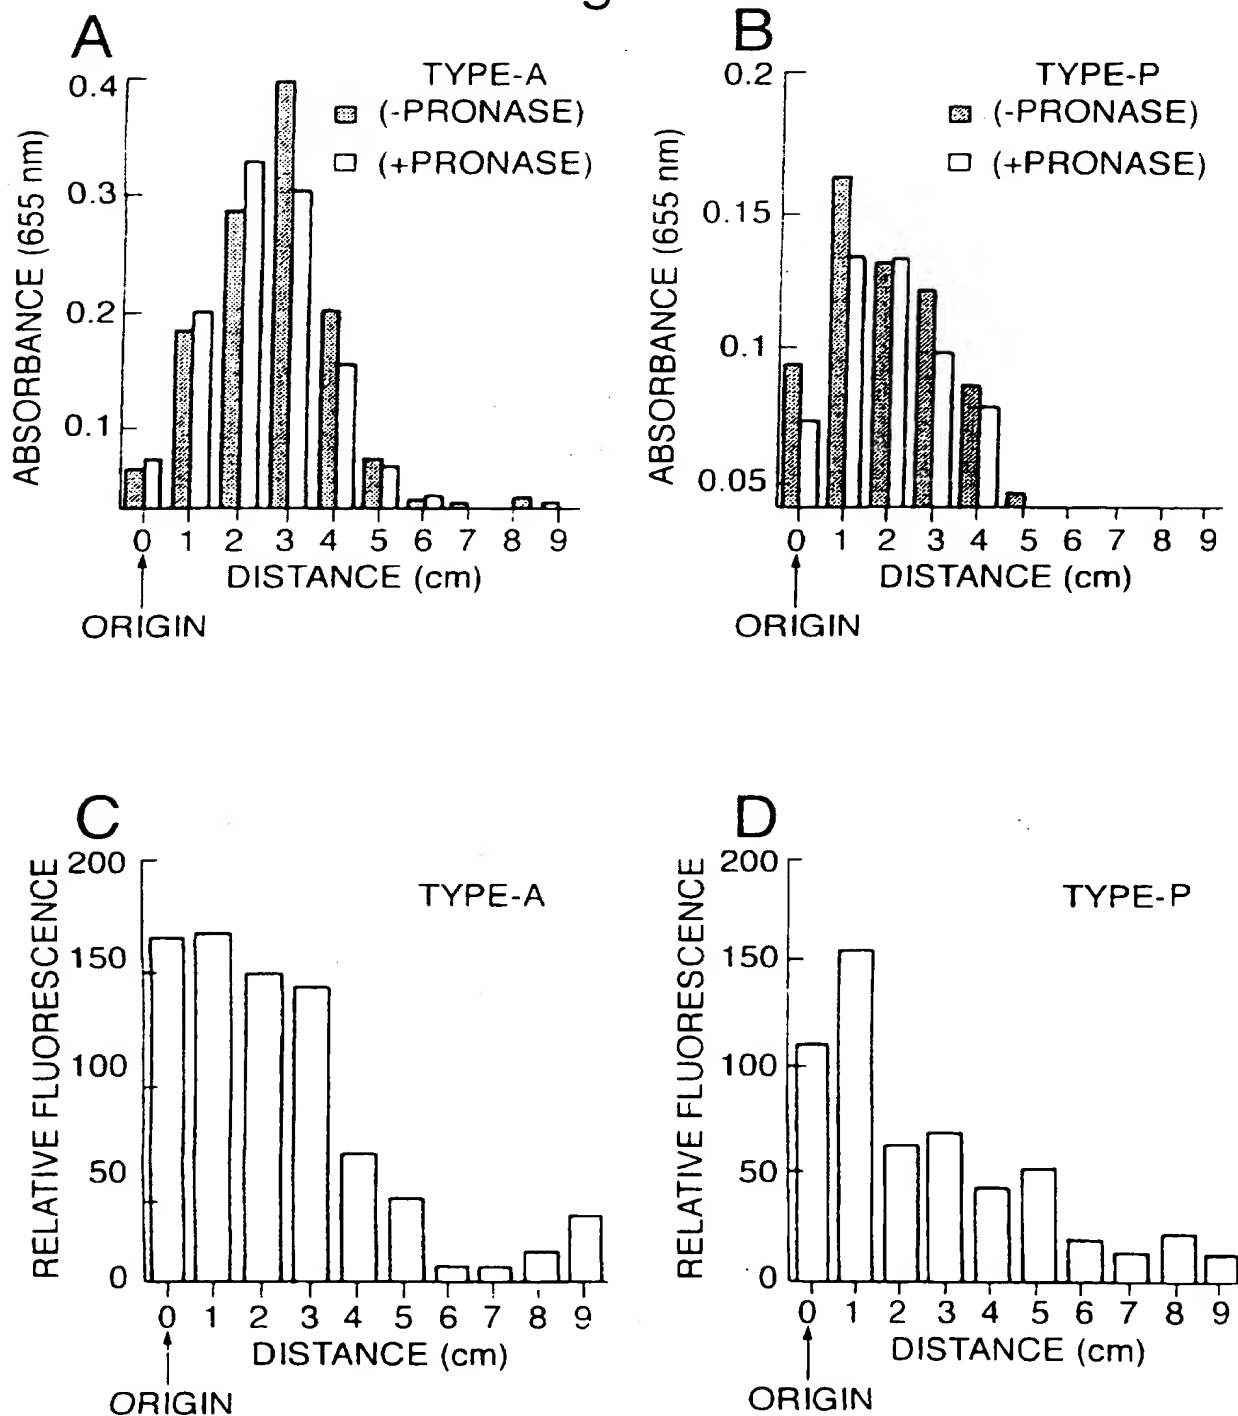 A
TYPE-A
(-PRONASE)
(+PRONASE)
ABSORBANCE (655 nm)
0.4
0.3
0.2
0.1
0 1 2 3 4 5 6 7 8 9
DISTANCE (cm)
ORIGIN
B
TYPE-P
(-PRONASE)
(+PRONASE)
ABSORBANCE (655 nm)
0.2
0.15
0.1
0.05
0 1 2 3 4 5 6 7 8 9
DISTANCE (cm)
ORIGIN
C
TYPE-A
RELATIVE FLUORESCENCE
200
150
100
50
0
0 1 2 3 4 5 6 7 8 9
DISTANCE (cm)
ORIGIN
D
TYPE-P
RELATIVE FLUORESCENCE
200
150
100
50
0
0 1 2 3 4 5 6 7 8 9
DISTANCE (cm)
ORIGIN